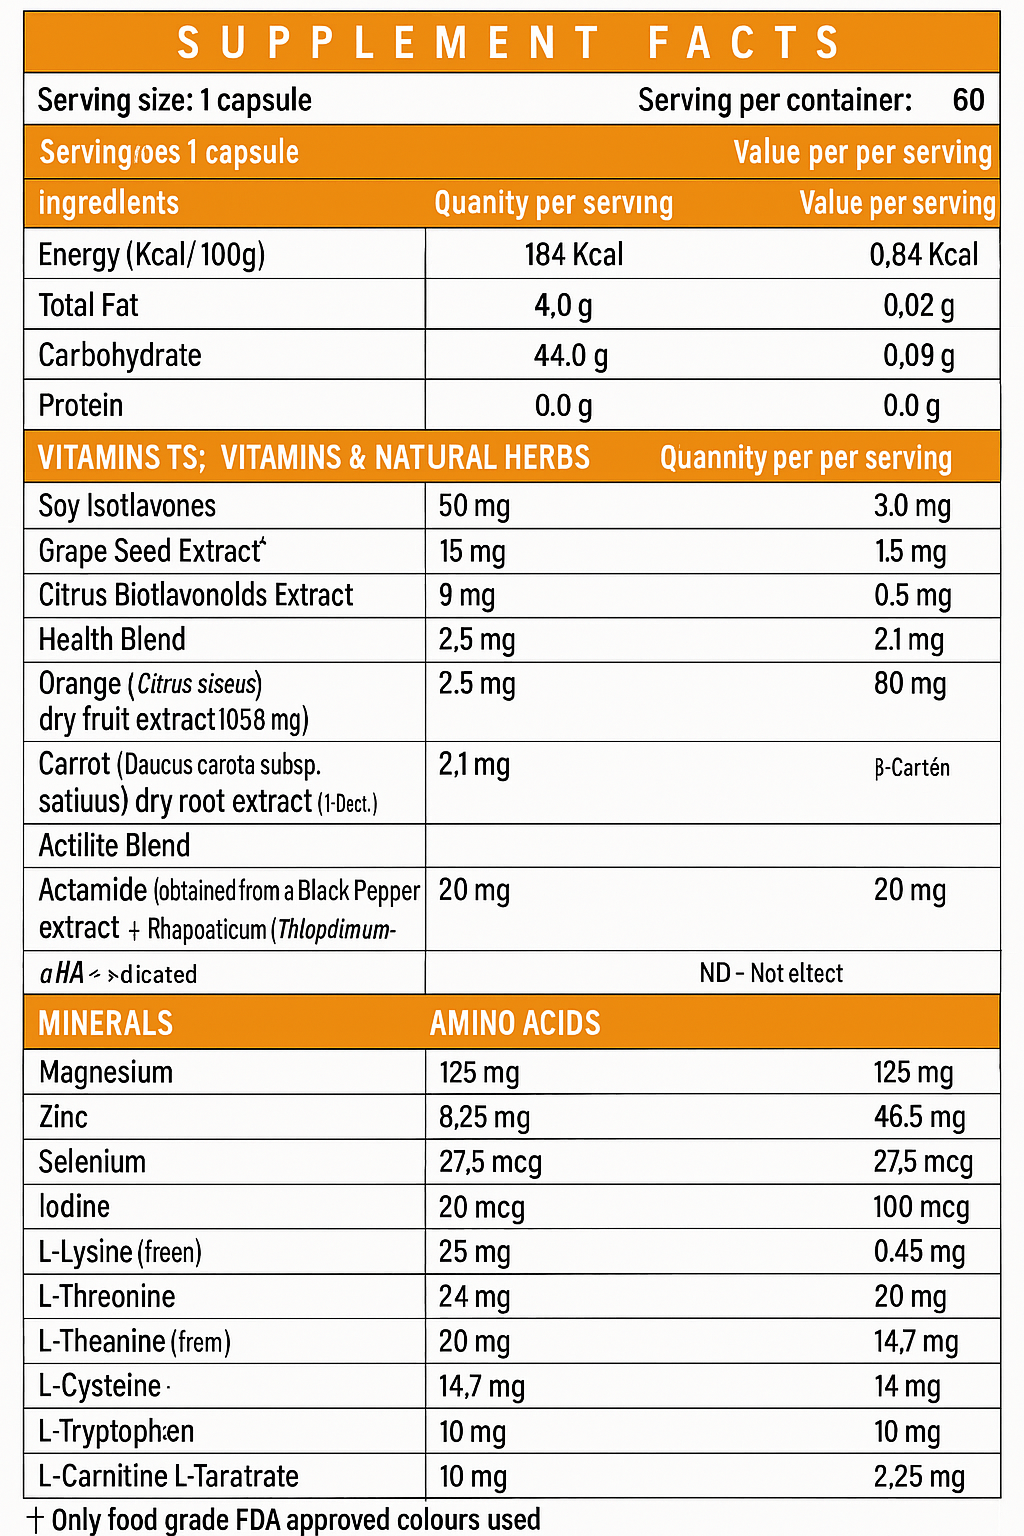 SUPPLEMENT FACTS
Serving size: 1 capsule Serving per container: 60
1 capsule Value per per serving
ingredlents Quanity per serving Value per serving
Energy (Kcal/ 100g) 184 Kcal 0,84 Kcal
Total Fat 4,0 g 0,02 g
Carbohydrate 44.0 g 0,09 g
Protein 0.0 g 0.0 g
VITAMINS TS; VITAMINS & NATURAL HERBS Quannity per per serving
Soy Isotlavones 50 mg 3.0 mg
Grape Seed Extract 15 mg 1.5 mg
Citrus Biotlavonolds Extract 9 mg 0.5 mg
Health Blend 2,5 mg 2.1 mg
Orange (Citrus siseus) 2.5 mg 80 mg
dry fruit extract 1058 mg)
Carrot (Daucus carota subsp. 2,1 mg β-Cartén
satiuus) dry root extract (1-Dect.)
Actilite Blend
Actamide (obtained from a Black Pepper 20 mg 20 mg
extract + Rhapoaticum (Thlopdimum-
aHA ND - Not eltect
MINERALS AMINO ACIDS
Magnesium 125 mg 125 mg
Zinc 8,25 mg 46.5 mg
Selenium 27,5 mcg 27,5 mcg
Iodine 20 mcg 100 mcg
L-Lysine (freen) 25 mg 0.45 mg
L-Threonine 24 mg 20 mg
L-Theanine (frem) 20 mg 14,7 mg
L-Cysteine 14,7 mg 14 mg
10 mg 10 mg
L-Carnitine L-Taratrate 10 mg 2,25 mg
† Only food grade FDA approved colours used